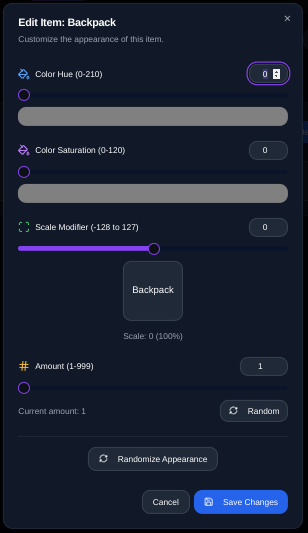 Edit Item: Backpack
Customize the appearance of this item.
Color Hue (0-210)
0
Color Saturation (0-120)
0
Scale Modifier (-128 to 127)
0
Backpack
Scale: 0 (100%)
Amount (1-999)
1
Current amount: 1
Random
Randomize Appearance
Cancel
Save Changes